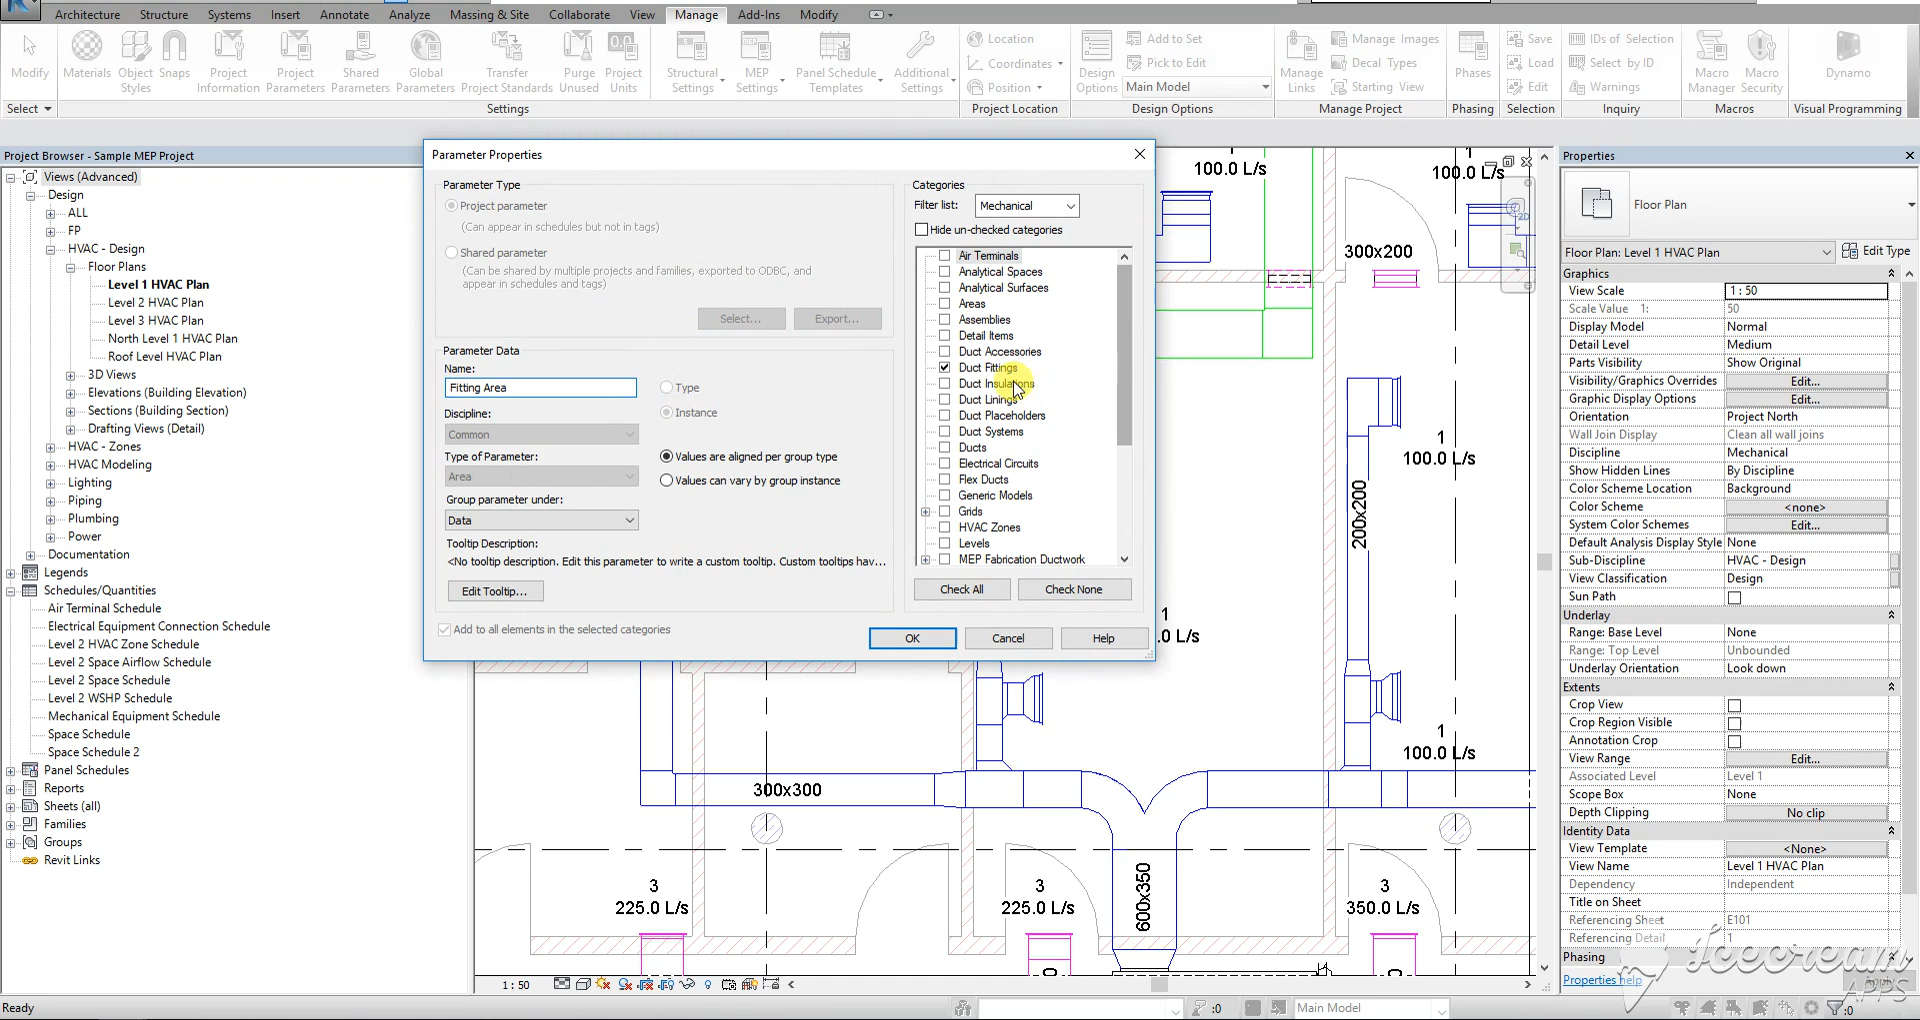 Architecture Structure Systems Insert Annotate Analyze Massing & Site Collaborate View Manage Add-Ins Modify
Modify Materials Object Styles Snaps Project Information Project Parameters Shared Parameters Global Parameters Transfer Project Standards Purge Unused Project Units Structural Settings MEP Settings Panel Schedule Templates Additional Settings
Location
Coordinates
Position
Design Options
Add to Set
Pick to Edit
Main Model
Manage Links
Manage Images
Decal Types
Starting View
Phases
Save
Load
Edit
IDs of Selection
Select by ID
Warnings
Macro Manager Macro Security Dynamo
Select Settings Project Location Design Options Manage Project Phasing Selection Inquiry Macros Visual Programming
Project Browser - Sample MEP Project
Views (Advanced)
Design
ALL
FP
HVAC - Design
Floor Plans
Level 1 HVAC Plan
Level 2 HVAC Plan
Level 3 HVAC Plan
North Level 1 HVAC Plan
Roof Level HVAC Plan
3D Views
Elevations (Building Elevation)
Sections (Building Section)
Drafting Views (Detail)
HVAC - Zones
HVAC Modeling
Lighting
Piping
Plumbing
Power
Documentation
Legends
Schedules/Quantities
Air Terminal Schedule
Electrical Equipment Connection Schedule
Level 2 HVAC Zone Schedule
Level 2 Space Airflow Schedule
Level 2 Space Schedule
Level 2 WSHP Schedule
Mechanical Equipment Schedule
Space Schedule
Space Schedule 2
Panel Schedules
Reports
Sheets (all)
Families
Groups
Revit Links
Parameter Properties
Parameter Type
Project parameter
(Can appear in schedules but not in tags)
Shared parameter
(Can be shared by multiple projects and families, exported to ODBC, and
appear in schedules and tags)
Select... Export...
Parameter Data
Name:
Fitting Area
Type
Discipline:
Instance
Common
Type of Parameter:
Values are aligned per group type
Area
Values can vary by group instance
Group parameter under:
Data
Tooltip Description:
<No tooltip description. Edit this parameter to write a custom tooltip. Custom tooltips hav...
Edit Tooltip...
Add to all elements in the selected categories
Categories
Filter list: Mechanical
Hide un-checked categories
Air Terminals
Analytical Spaces
Analytical Surfaces
Areas
Assemblies
Detail Items
Duct Accessories
Duct Fittings
Duct Insulations
Duct Linings
Duct Placeholders
Duct Systems
Ducts
Electrical Circuits
Flex Ducts
Generic Models
Grids
HVAC Zones
Levels
MEP Fabrication Ductwork
Check All Check None
OK Cancel Help
1
100.0 L/s
1
100.0 L/s
300x200
1
100.0 L/s
200x200
1
.0 L/s
1
100.0 L/s
300x300
600x350
3
225.0 L/s
3
225.0 L/s
3
350.0 L/s
2D
1 : 50
Properties
Floor Plan
Floor Plan: Level 1 HVAC Plan Edit Type
Graphics
View Scale 1 : 50
Scale Value 1: 50
Display Model Normal
Detail Level Medium
Parts Visibility Show Original
Visibility/Graphics Overrides Edit...
Graphic Display Options Edit...
Orientation Project North
Wall Join Display Clean all wall joins
Discipline Mechanical
Show Hidden Lines By Discipline
Color Scheme Location Background
Color Scheme <none>
System Color Schemes Edit...
Default Analysis Display Style None
Sub-Discipline HVAC - Design
View Classification Design
Sun Path
Underlay
Range: Base Level None
Range: Top Level Unbounded
Underlay Orientation Look down
Extents
Crop View
Crop Region Visible
Annotation Crop
View Range Edit...
Associated Level Level 1
Scope Box None
Depth Clipping No clip
Identity Data
View Template <None>
View Name Level 1 HVAC Plan
Dependency Independent
Title on Sheet
Referencing Sheet E101
Referencing Detail 1
Phasing
Properties help Apply
Icecream
APPS
Ready :0 Main Model :0